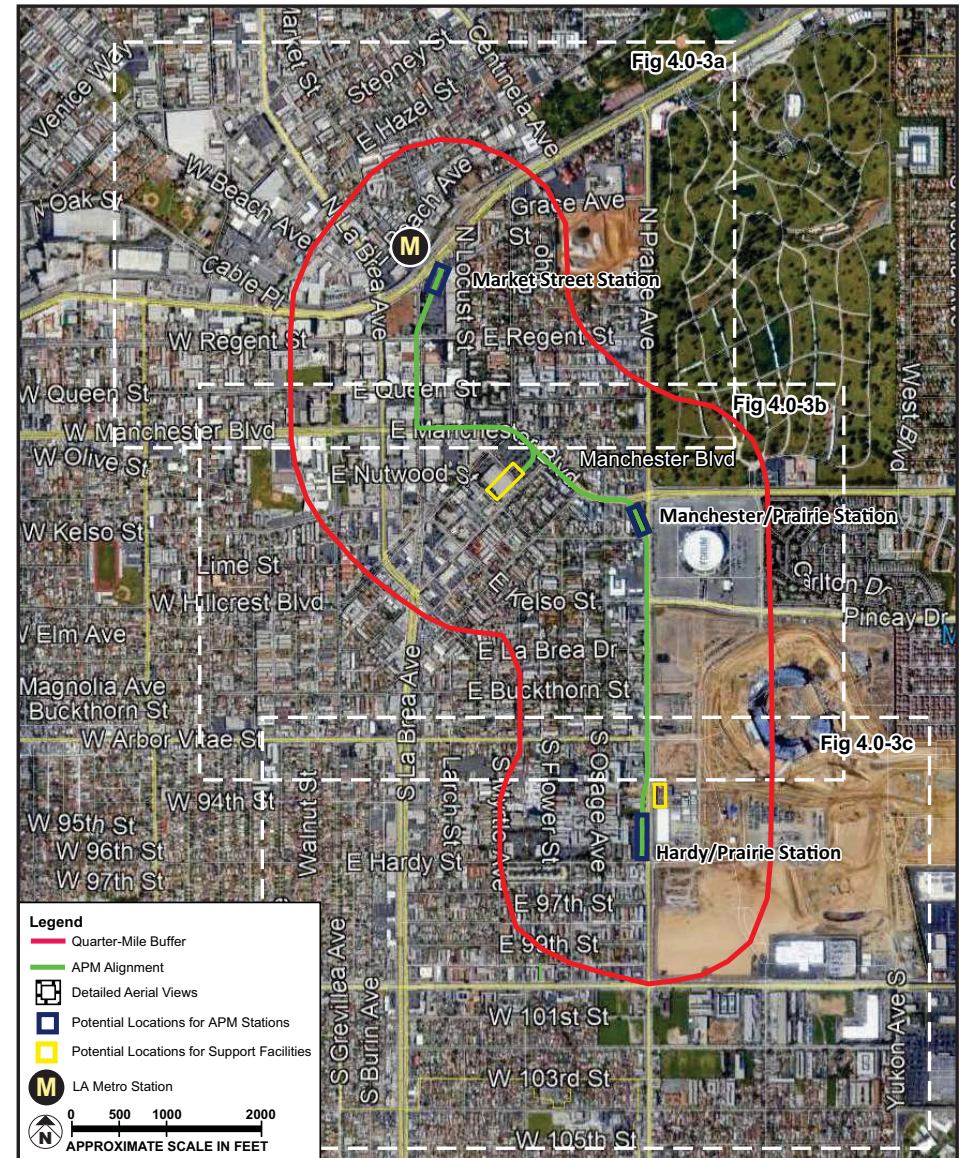 Fig 4.0-3a
Venice Way
Market St
Stepney St
Centinela Ave
E Hazel St
W Beach Ave
N La Brea Ave
Beach Ave
Grace Ave
N Oak St
Cable Pl
M
N Locust St
N Prairie Ave
Market Street Station
W Regent St
E Regent St
West Blvd
W Queen St
E Queen St
Fig 4.0-3b
W Manchester Blvd
E Manchester Blvd
W Olive St
E Nutwood S
Manchester Blvd
Manchester/Prairie Station
W Kelso St
FORUM
Lime St
Carlton Dr
E Kelso St
W Hillcrest Blvd
Pincay Dr
W Elm Ave
E La Brea Dr
M
Magnolia Ave
E Buckthorn St
Buckthorn St
W Arbor Vitae St
Fig 4.0-3c
S La Brea Ave
Walnut St
Larch St
S Myrtle Ave
S Flower St
S Osage Ave
W 94th St
W 95th St
W 96th St
W 97th St
E Hardy St
Hardy/Prairie Station
E 97th St
E 99th St
S Grevillea Ave
S Burin Ave
W 101st St
W 103rd St
W 105th St
Yukon Ave S
Legend
Quarter-Mile Buffer
APM Alignment
Detailed Aerial Views
Potential Locations for APM Stations
Potential Locations for Support Facilities
M LA Metro Station
N
0 500 1000 2000
APPROXIMATE SCALE IN FEET